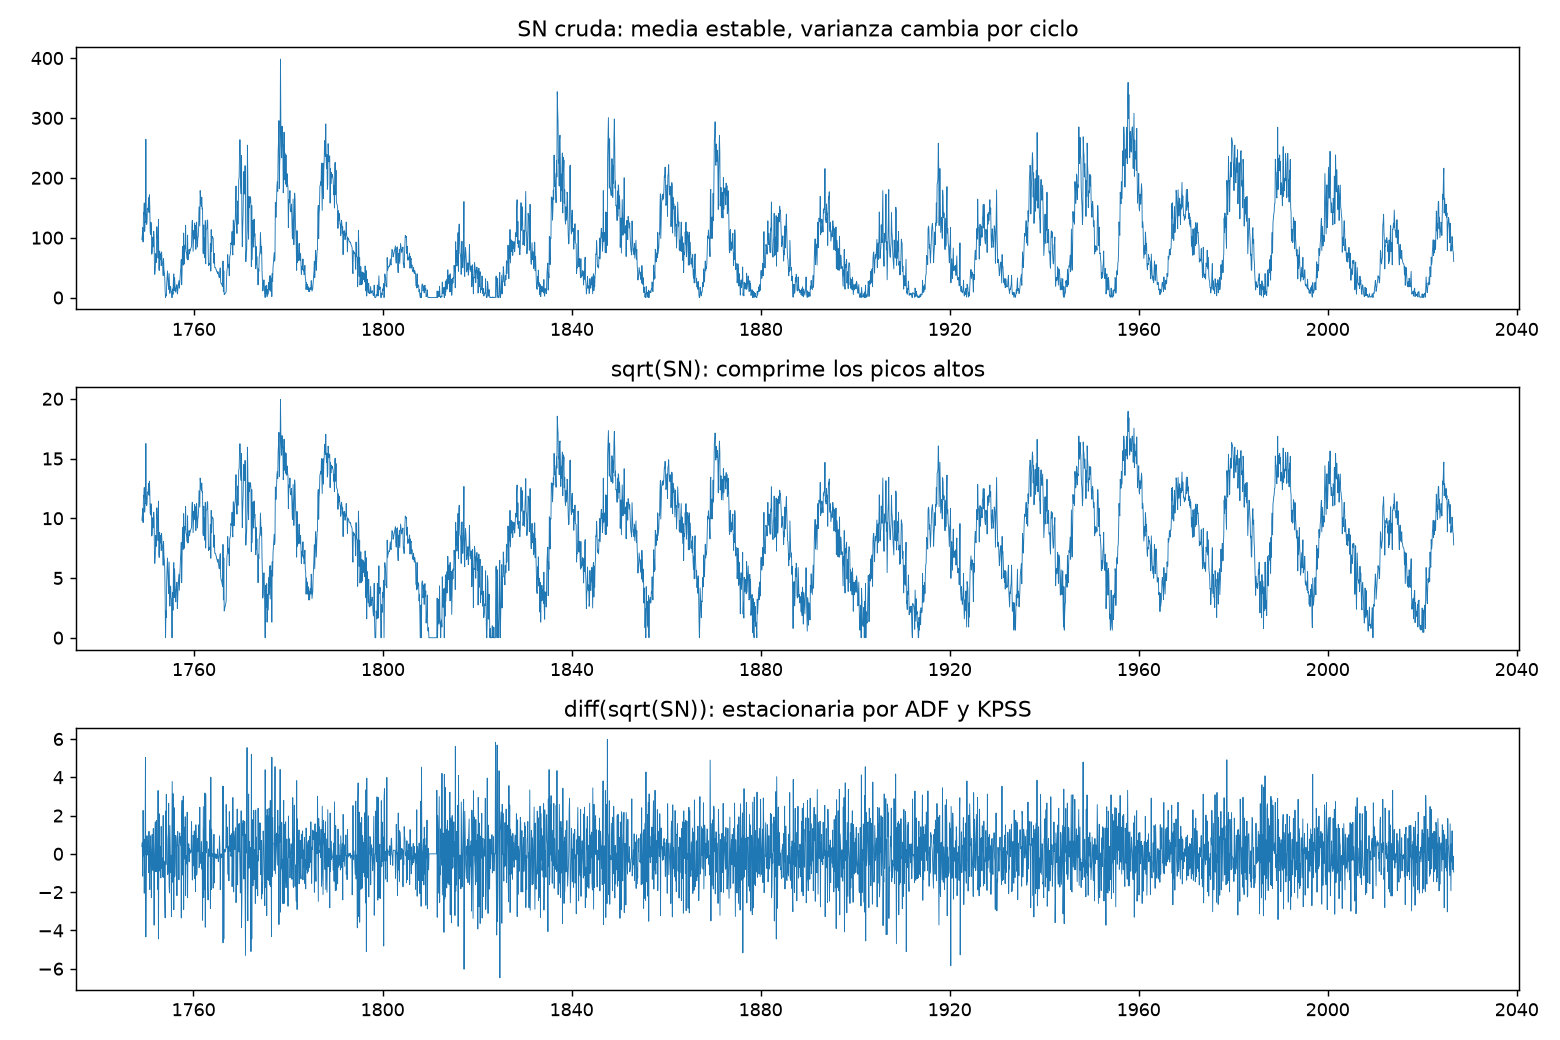 SN cruda: media estable, varianza cambia por ciclo
400
300
200
100
0
1760 1800 1840 1880 1920 1960 2000 2040
sqrt(SN): comprime los picos altos
20
15
10
5
0
1760 1800 1840 1880 1920 1960 2000 2040
diff(sqrt(SN)): estacionaria por ADF y KPSS
6
4
2
0
−2
−4
−6
1760 1800 1840 1880 1920 1960 2000 2040